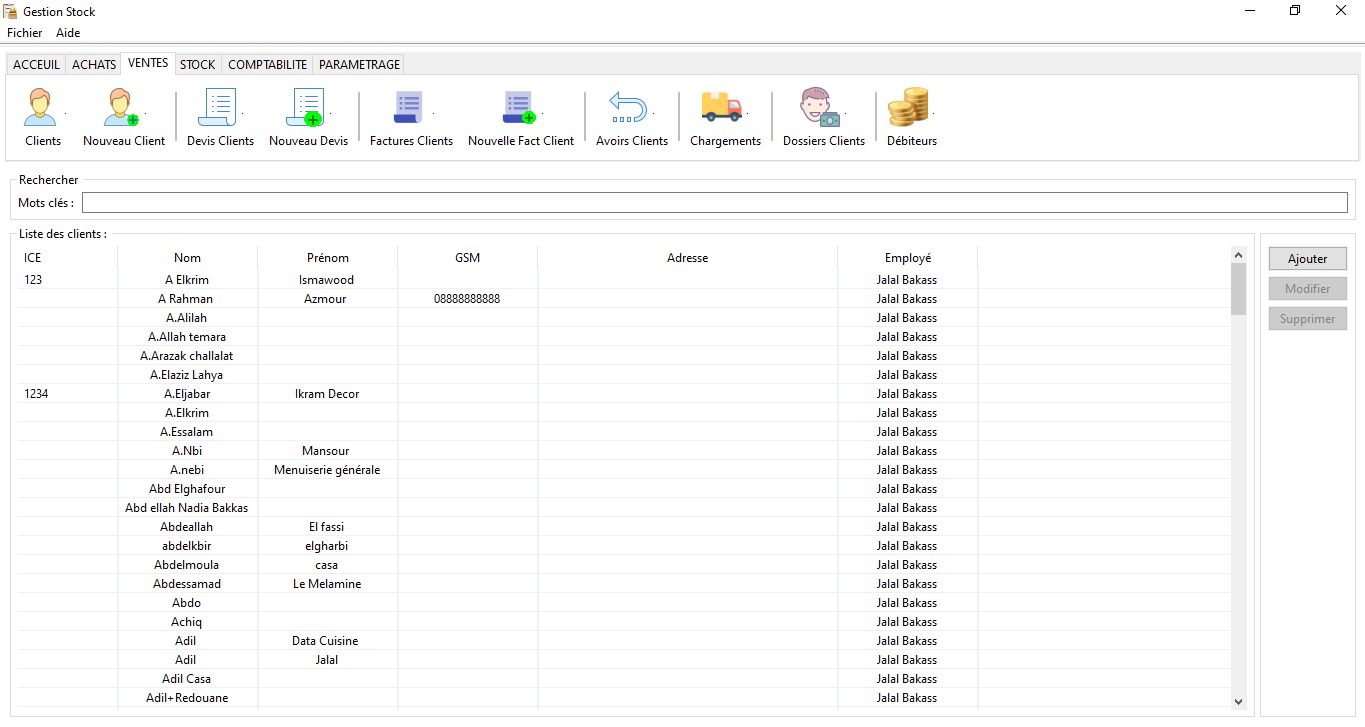 Gestion Stock
Fichier Aide
ACCEUIL ACHATS VENTES STOCK COMPTABILITE PARAMETRAGE
Clients Nouveau Client Devis Clients Nouveau Devis Factures Clients Nouvelle Fact Client Avoirs Clients Chargements Dossiers Clients Débiteurs
Rechercher
Mots clés :
Liste des clients :
ICE Nom Prénom GSM Adresse Employé
123 A Elkrim Ismawood Jalal Bakass
A Rahman Azmour 08888888888 Jalal Bakass
A.Alilah Jalal Bakass
A.Allah temara Jalal Bakass
A.Arazak challalat Jalal Bakass
A.Elaziz Lahya Jalal Bakass
1234 A.Eljabar Ikram Decor Jalal Bakass
A.Elkrim Jalal Bakass
A.Essalam Jalal Bakass
A.Nbi Mansour Jalal Bakass
A.nebi Menuiserie générale Jalal Bakass
Abd Elghafour Jalal Bakass
Abd ellah Nadia Bakkas Jalal Bakass
Abdeallah El fassi Jalal Bakass
abdelkbir elgharbi Jalal Bakass
Abdelmoula casa Jalal Bakass
Abdessamad Le Melamine Jalal Bakass
Abdo Jalal Bakass
Achiq Jalal Bakass
Adil Data Cuisine Jalal Bakass
Adil Jalal Jalal Bakass
Adil Casa Jalal Bakass
Adil+Redouane Jalal Bakass
Ajouter
Modifier
Supprimer